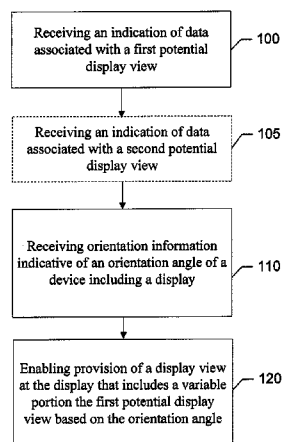 Receiving an indication of data
associated with a first potential
display view
100
Receiving an indication of data
associated with a second potential
display view
105
Receiving orientation information
indicative of an orientation angle of a
device including a display
110
Enabling provision of a display view
at the display that includes a variable
portion the first potential display
view based on the orientation angle
120